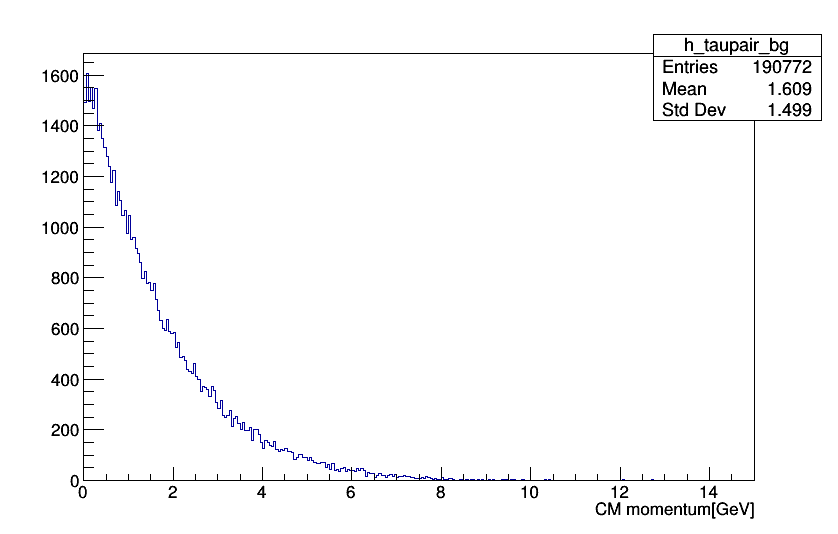 h_taupair_bg
Entries 190772
Mean 1.609
Std Dev 1.499
1600
1400
1200
1000
800
600
400
200
0
0 2 4 6 8 10 12 14
CM momentum[GeV]